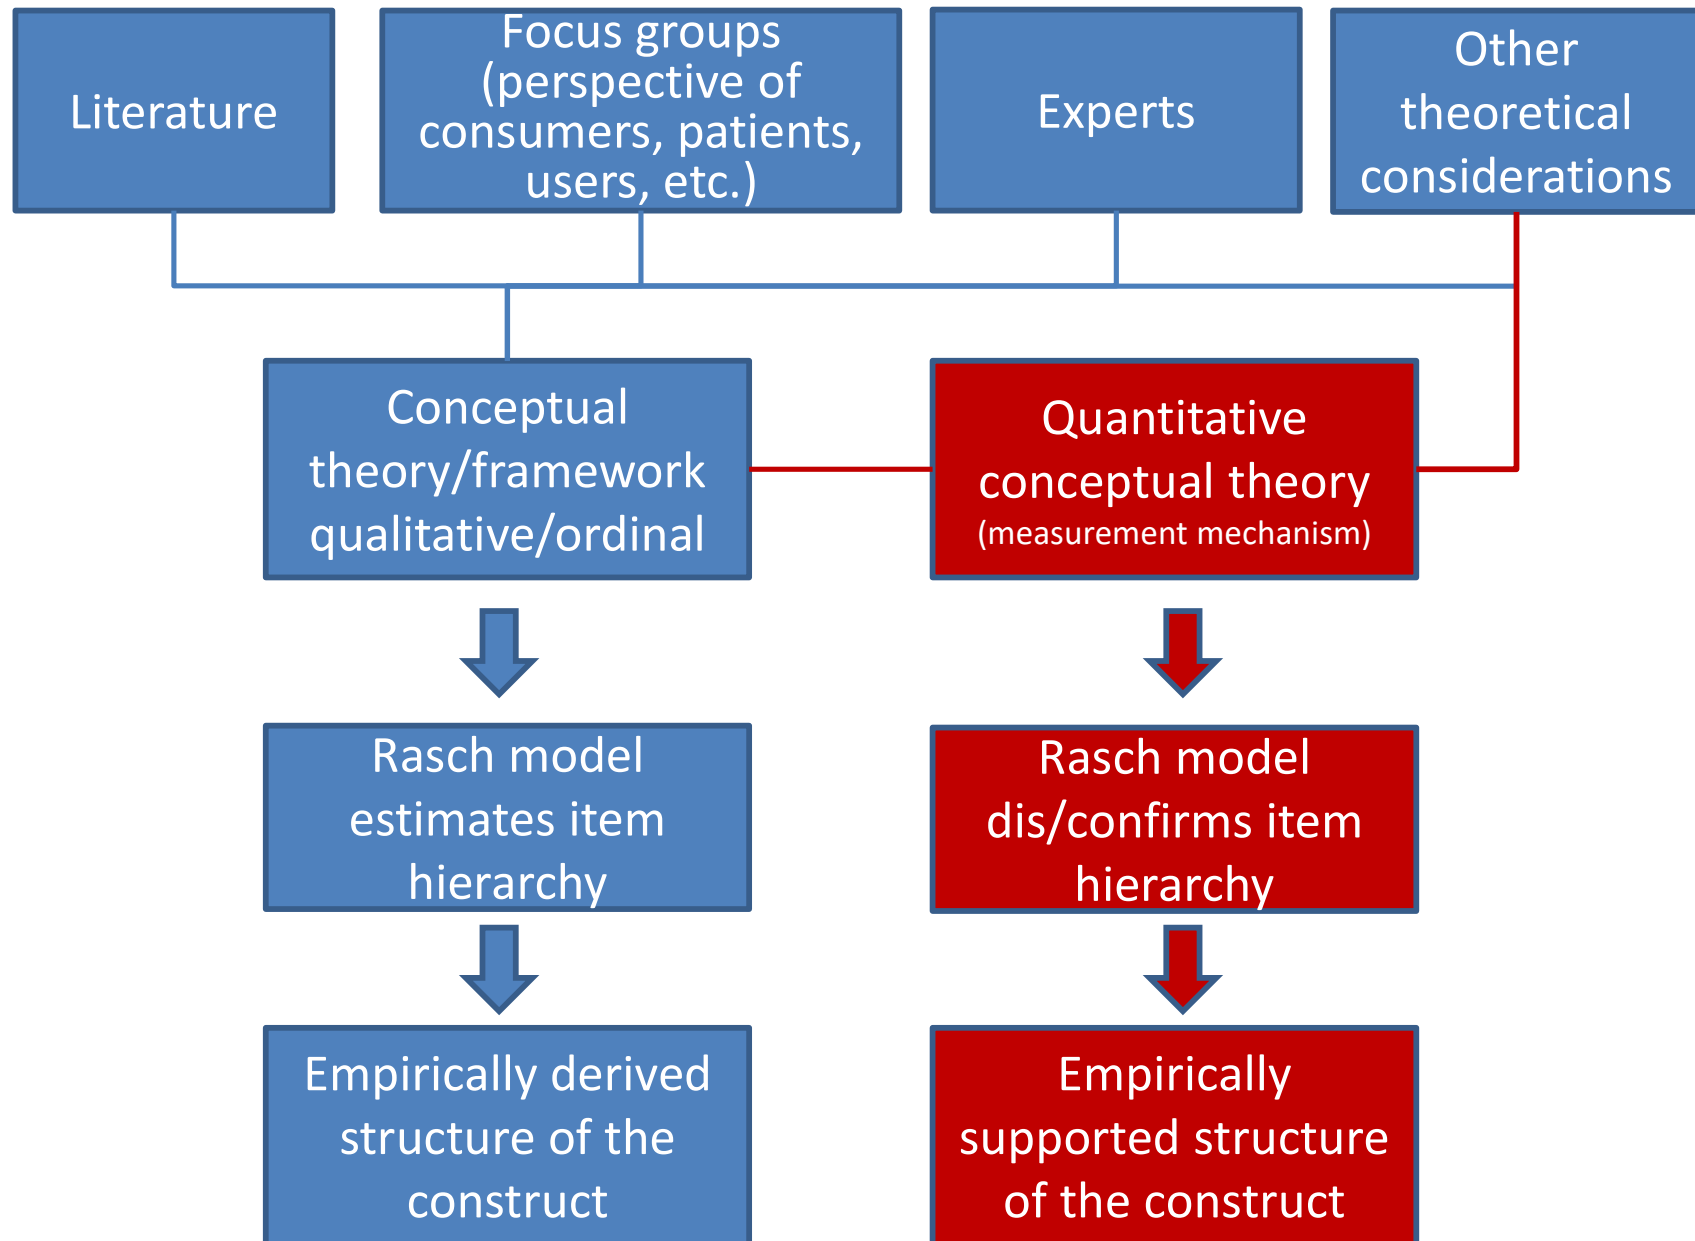 Literature
Focus groups
(perspective of
consumers, patients,
users, etc.)
Experts
Other
theoretical
considerations
Conceptual
theory/framework
qualitative/ordinal
Quantitative
conceptual theory
(measurement mechanism)
Rasch model
estimates item
hierarchy
Rasch model
dis/confirms item
hierarchy
Empirically derived
structure of the
construct
Empirically
supported structure
of the construct